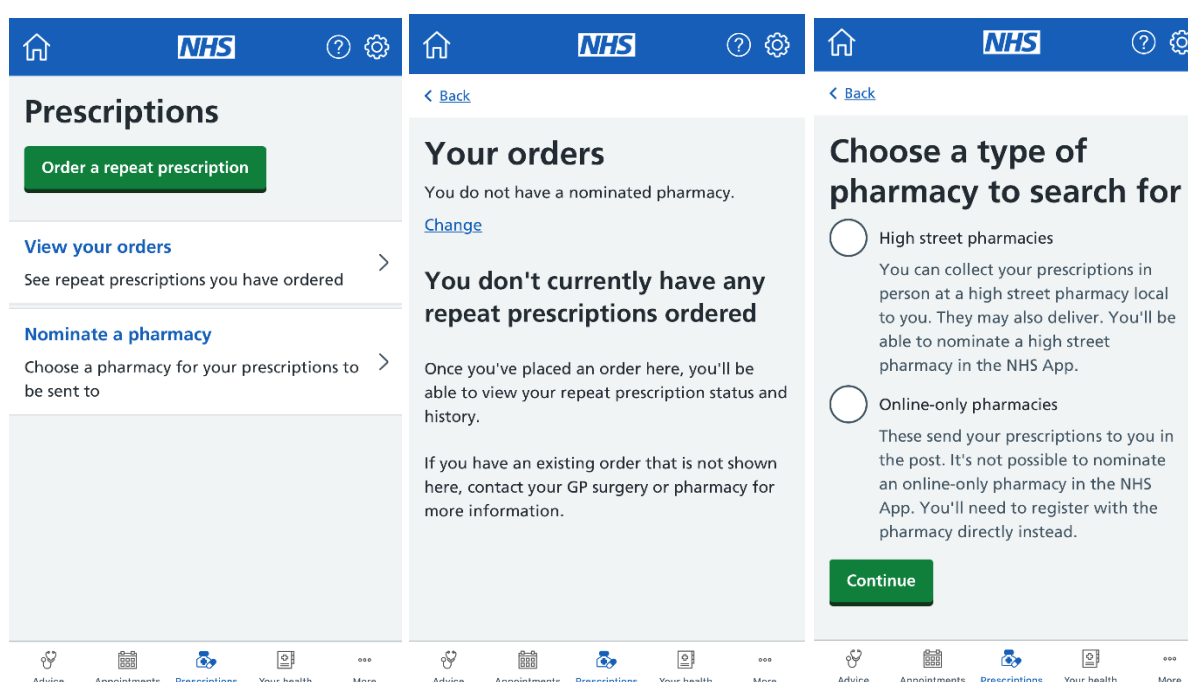 NHS
?
Prescriptions
Order a repeat prescription
View your orders
See repeat prescriptions you have ordered
Nominate a pharmacy
Choose a pharmacy for your prescriptions to
be sent to
Advice Appointments Prescriptions Your health More
NHS
?
Back
Your orders
You do not have a nominated pharmacy.
Change
You don't currently have any
repeat prescriptions ordered
Once you've placed an order here, you'll be
able to view your repeat prescription status and
history.
If you have an existing order that is not shown
here, contact your GP surgery or pharmacy for
more information.
Advice Appointments Prescriptions Your health More
NHS
?
Back
Choose a type of
pharmacy to search for
High street pharmacies
You can collect your prescriptions in
person at a high street pharmacy local
to you. They may also deliver. You'll be
able to nominate a high street
pharmacy in the NHS App.
Online-only pharmacies
These send your prescriptions to you in
the post. It's not possible to nominate
an online-only pharmacy in the NHS
App. You'll need to register with the
pharmacy directly instead.
Continue
Advice Appointments Prescriptions Your health More